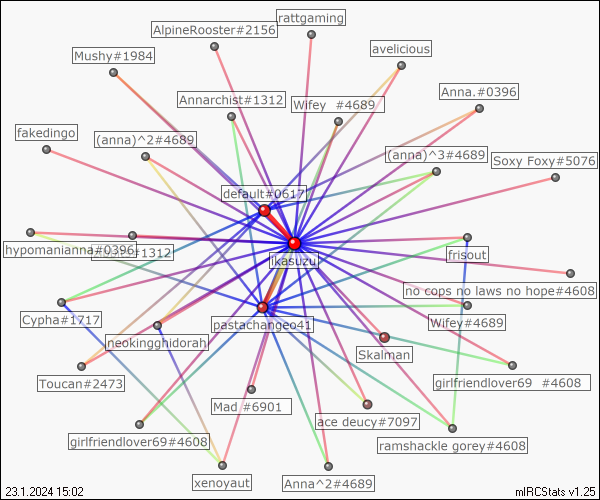 rattgaming
AlpineRooster#2156
avelicious
Mushy#1984
Anna.#0396
Annarchist#1312
Wifey #4689
fakedingo
(anna)^2#4689
(anna)^3#4689
Soxy Foxy#5076
default#0617
hypomanianna#0396
#1312
frisout
ikasuzu
no cops no laws no hope#4608
Cypha#1717
pastachangeo41
Wifey#4689
neokingghidorah
Skalman
Toucan#2473
girlfriendlover69 #4608
Mad #6901
ace deucy#7097
girlfriendlover69#4608
ramshackle gorey#4608
xenoyaut
Anna^2#4689
23.1.2024 15:02
mIRCStats v1.25